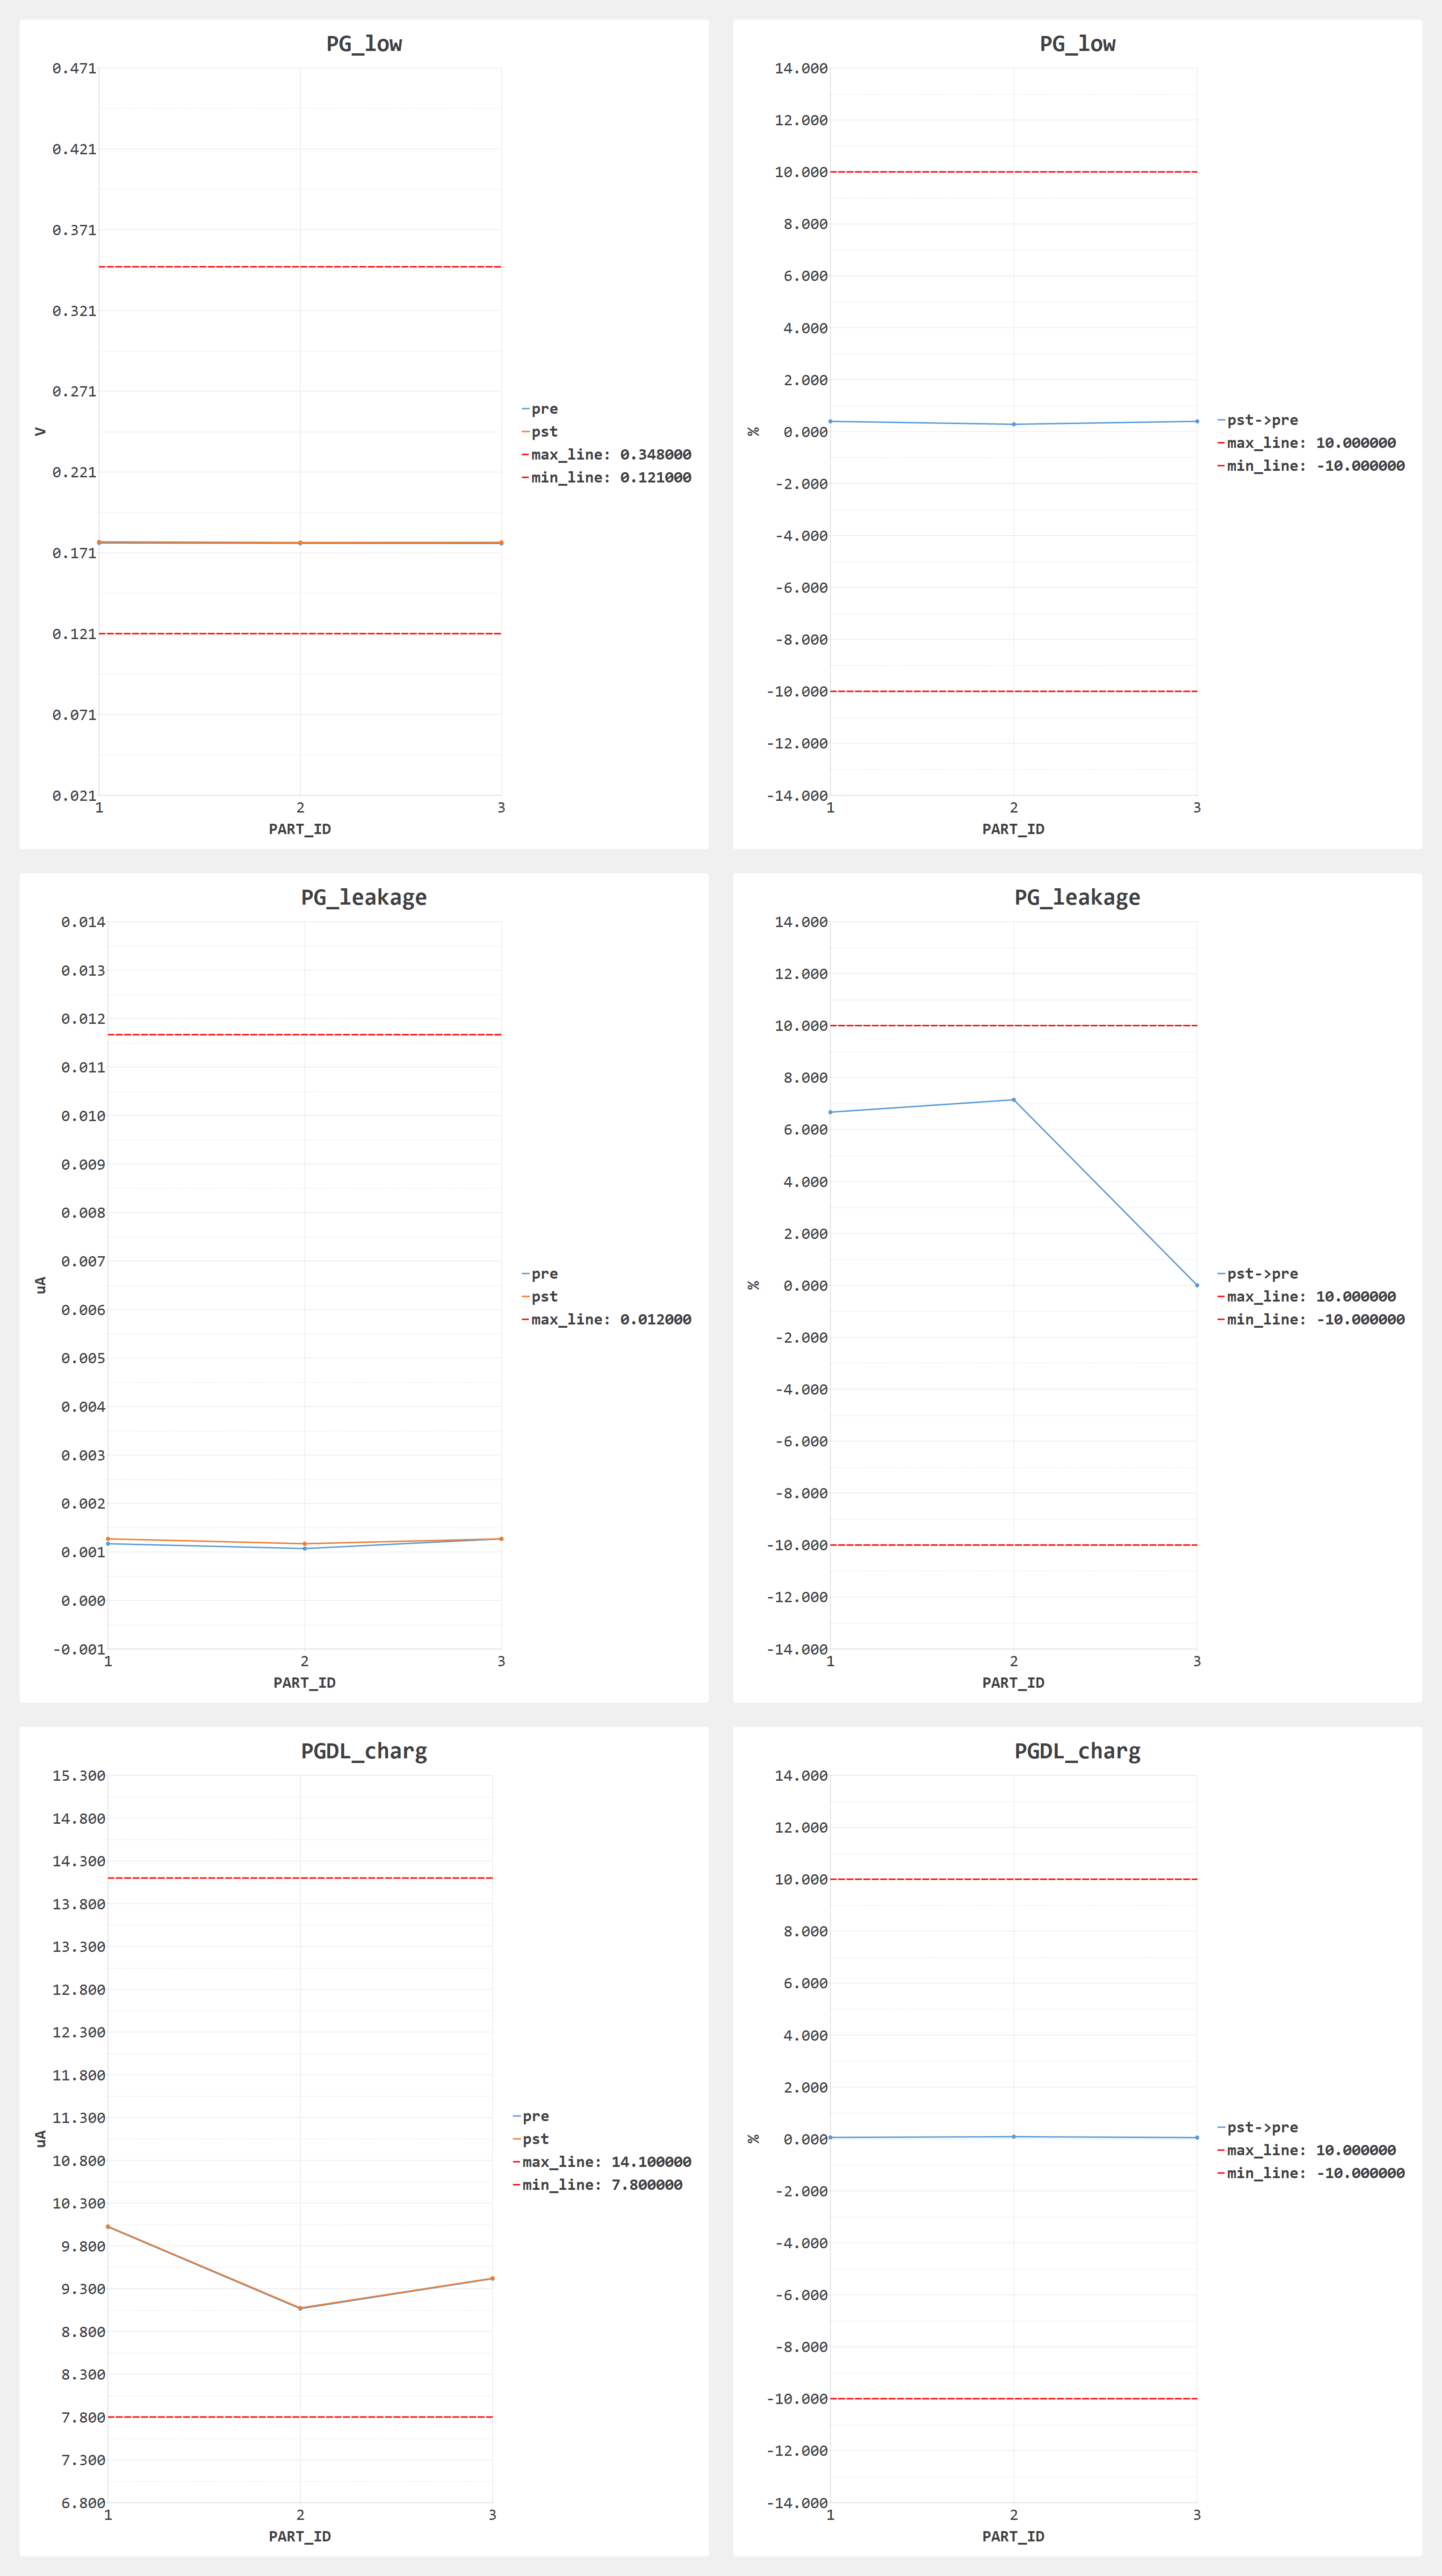 PG_low
0.471
0.421
0.371
0.321
0.271
0.221
0.171
0.121
0.071
0.021
V
1 2 3
PART_ID
pre
pst
max_line: 0.348000
min_line: 0.121000
PG_low
14.000
12.000
10.000
8.000
6.000
4.000
2.000
0.000
-2.000
-4.000
-6.000
-8.000
-10.000
-12.000
-14.000
%
1 2 3
PART_ID
pst->pre
max_line: 10.000000
min_line: -10.000000
PG_leakage
0.014
0.013
0.012
0.011
0.010
0.009
0.008
0.007
0.006
0.005
0.004
0.003
0.002
0.001
0.000
-0.001
uA
1 2 3
PART_ID
pre
pst
max_line: 0.012000
PG_leakage
14.000
12.000
10.000
8.000
6.000
4.000
2.000
0.000
-2.000
-4.000
-6.000
-8.000
-10.000
-12.000
-14.000
%
1 2 3
PART_ID
pst->pre
max_line: 10.000000
min_line: -10.000000
PGDL_charg
15.300
14.800
14.300
13.800
13.300
12.800
12.300
11.800
11.300
10.800
10.300
9.800
9.300
8.800
8.300
7.800
7.300
6.800
uA
1 2 3
PART_ID
pre
pst
max_line: 14.100000
min_line: 7.800000
PGDL_charg
14.000
12.000
10.000
8.000
6.000
4.000
2.000
0.000
-2.000
-4.000
-6.000
-8.000
-10.000
-12.000
-14.000
%
1 2 3
PART_ID
pst->pre
max_line: 10.000000
min_line: -10.000000